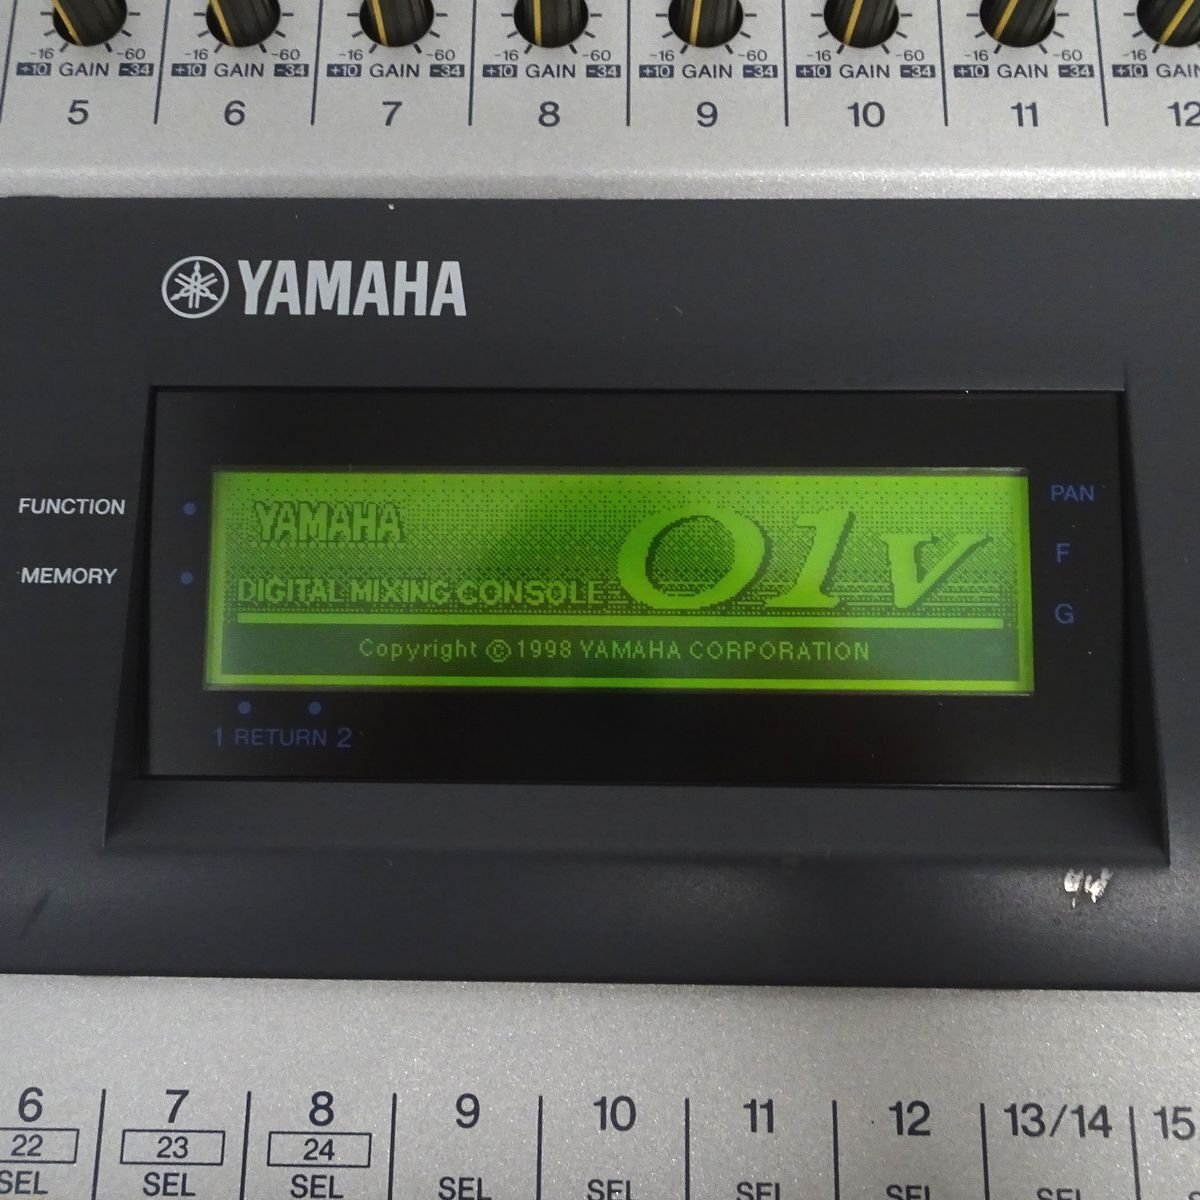 -16 -60 -16 -60 -16 -60 -16 -60 -16 -60 -16 -60 -16 -60 -16
+10 GAIN -34 +10 GAIN -34 +10 GAIN -34 +10 GAIN -34 +10 GAIN -34 +10 GAIN -34 +10 GAIN -34 +10 GAIN
5 6 7 8 9 10 11 12
YAMAHA
FUNCTION
MEMORY
YAMAHA
DIGITAL MIXING CONSOLE 01v
Copyright © 1998 YAMAHA CORPORATION
PAN
F
G
1 RETURN 2
6 7 8 9 10 11 12 13/14 15
22 23 24
SEL SEL SEL SEL SEL SEL SEL SEL